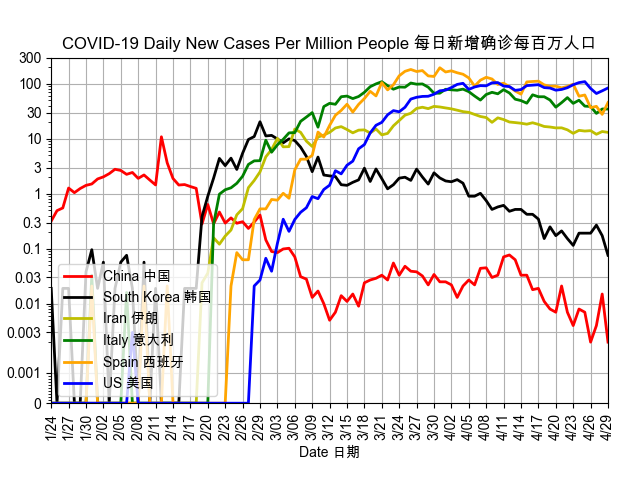 COVID-19 Daily New Cases Per Million People 每日新增确诊每百万人口
300
100
30
10
3
1
0.3
0.1
0.03
0.01
0.003
0.001
0
China 中国
South Korea 韩国
Iran 伊朗
Italy 意大利
Spain 西班牙
US 美国
1/24 1/27 1/30 2/02 2/05 2/08 2/11 2/14 2/17 2/20 2/23 2/26 2/29 3/03 3/06 3/09 3/12 3/15 3/18 3/21 3/24 3/27 3/30 4/02 4/05 4/08 4/11 4/14 4/17 4/20 4/23 4/26 4/29
Date 日期